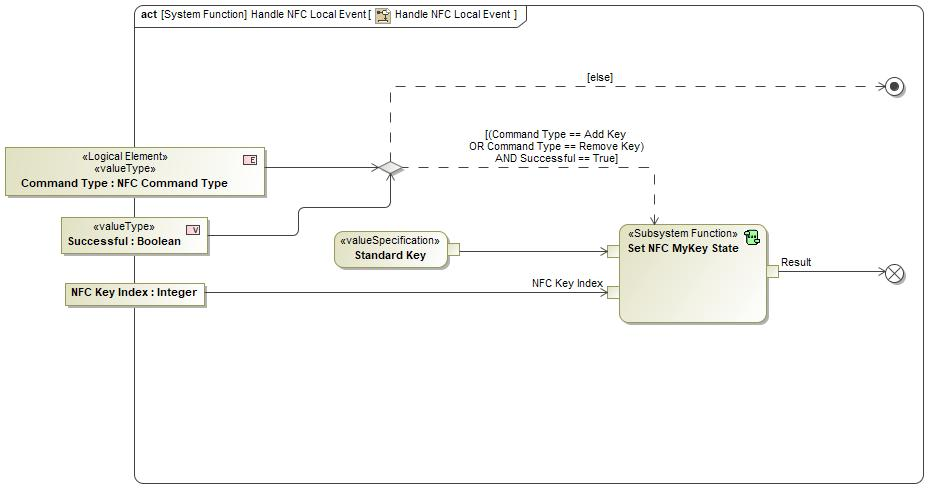 act [System Function] Handle NFC Local Event [ Handle NFC Local Event ]
[else]
[(Command Type == Add Key
OR Command Type == Remove Key)
AND Successful == True]
«Logical Element»
«valueType»
E
Command Type : NFC Command Type
«valueType»
V
Successful : Boolean
«valueSpecification»
Standard Key
«Subsystem Function»
Set NFC MyKey State
Result
NFC Key Index : Integer
NFC Key Index